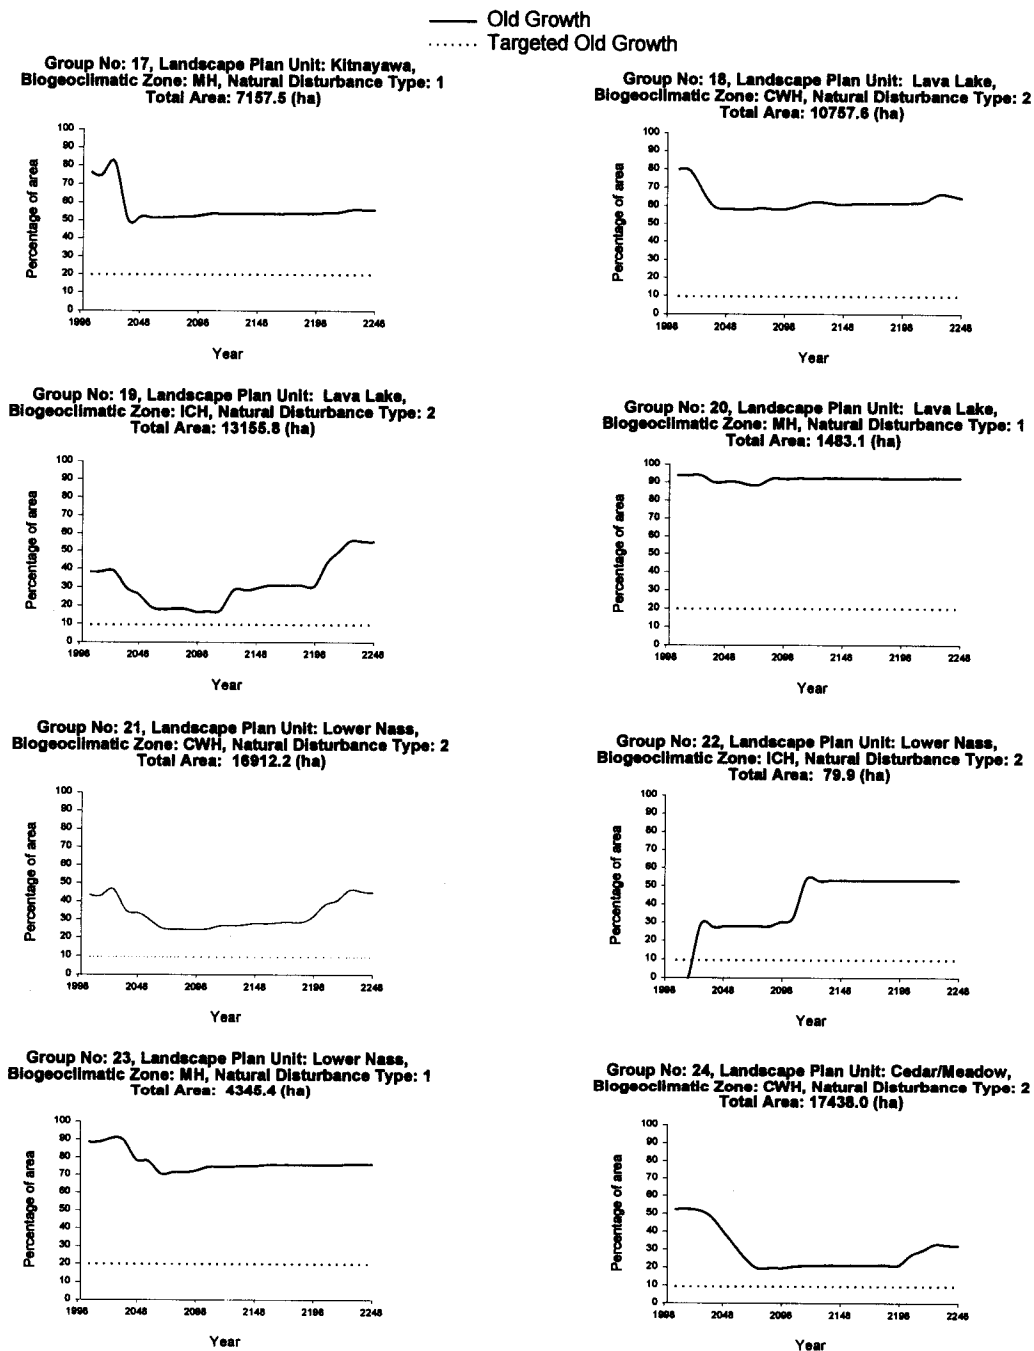 Old Growth
Targeted Old Growth
Group No: 17, Landscape Plan Unit: Kitnayawa,
Biogeoclimatic Zone: MH, Natural Disturbance Type: 1
Total Area: 7157.5 (ha)
Percentage of area
100
90
80
70
60
50
40
30
20
10
0
1996 2046 2096 2146 2196 2246
Year
Group No: 18, Landscape Plan Unit: Lava Lake,
Biogeoclimatic Zone: CWH, Natural Disturbance Type: 2
Total Area: 10757.6 (ha)
Percentage of area
100
90
80
70
60
50
40
30
20
10
0
1996 2046 2096 2146 2196 2246
Year
Group No: 19, Landscape Plan Unit: Lava Lake,
Biogeoclimatic Zone: ICH, Natural Disturbance Type: 2
Total Area: 13155.8 (ha)
Percentage of area
100
90
80
70
60
50
40
30
20
10
0
1996 2046 2096 2146 2196 2246
Year
Group No: 20, Landscape Plan Unit: Lava Lake,
Biogeoclimatic Zone: MH, Natural Disturbance Type: 1
Total Area: 1483.1 (ha)
Percentage of area
100
90
80
70
60
50
40
30
20
10
0
1996 2046 2096 2146 2196 2246
Year
Group No: 21, Landscape Plan Unit: Lower Nass,
Biogeoclimatic Zone: CWH, Natural Disturbance Type: 2
Total Area: 16912.2 (ha)
Percentage of area
100
90
80
70
60
50
40
30
20
10
0
1996 2046 2096 2146 2196 2246
Year
Group No: 22, Landscape Plan Unit: Lower Nass,
Biogeoclimatic Zone: ICH, Natural Disturbance Type: 2
Total Area: 79.9 (ha)
Percentage of area
100
90
80
70
60
50
40
30
20
10
0
1996 2046 2096 2146 2196 2246
Year
Group No: 23, Landscape Plan Unit: Lower Nass,
Biogeoclimatic Zone: MH, Natural Disturbance Type: 1
Total Area: 4345.4 (ha)
Percentage of area
100
90
80
70
60
50
40
30
20
10
0
1996 2046 2096 2146 2196 2246
Year
Group No: 24, Landscape Plan Unit: Cedar/Meadow,
Biogeoclimatic Zone: CWH, Natural Disturbance Type: 2
Total Area: 17438.0 (ha)
Percentage of area
100
90
80
70
60
50
40
30
20
10
0
1996 2046 2096 2146 2196 2246
Year